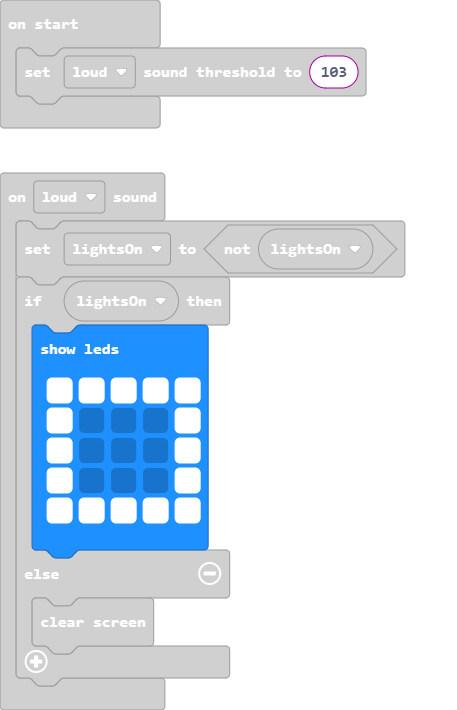 on start
set loud sound threshold to 103
on loud sound
set lightsOn to not lightsOn
if lightsOn then
show leds
else
clear screen